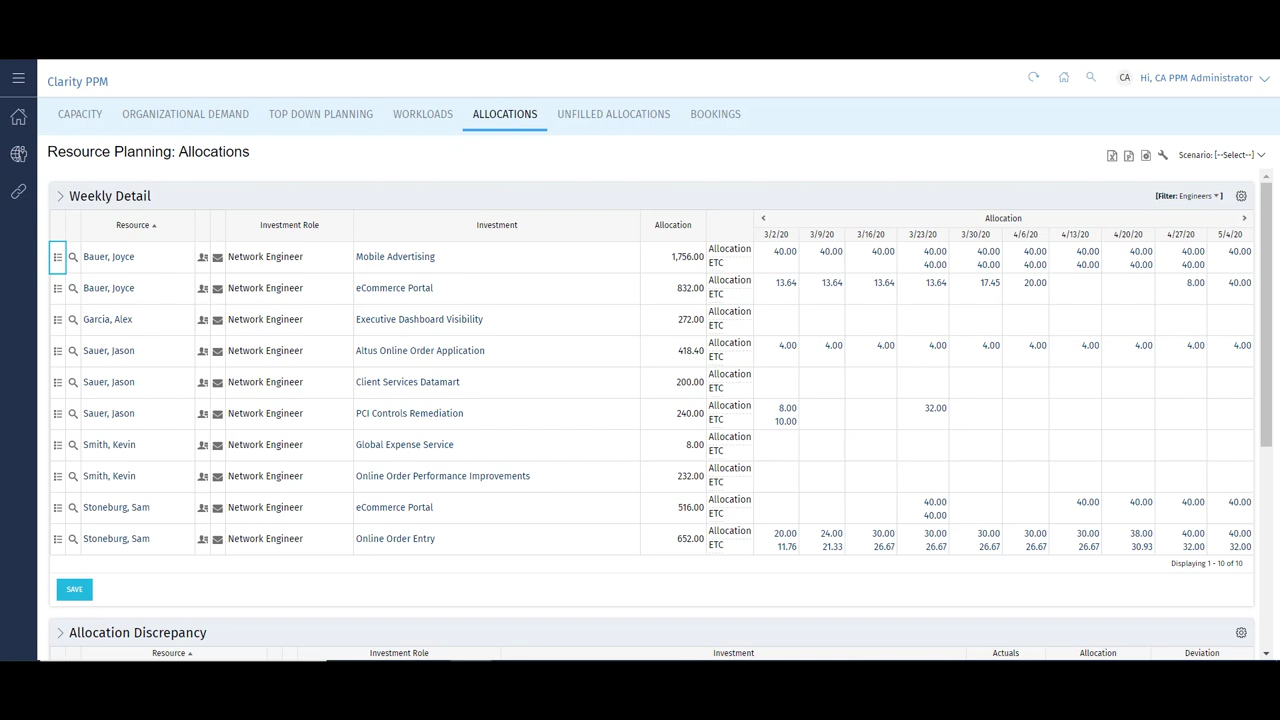 Clarity PPM
CA Hi, CA PPM Administrator
CAPACITY ORGANIZATIONAL DEMAND TOP DOWN PLANNING WORKLOADS ALLOCATIONS UNFILLED ALLOCATIONS BOOKINGS
Resource Planning: Allocations
Scenario: [--Select--]
Weekly Detail
[Filter: Engineers ]
Resource Investment Role Investment Allocation Allocation
3/2/20 3/9/20 3/16/20 3/23/20 3/30/20 4/6/20 4/13/20 4/20/20 4/27/20 5/4/20
Bauer, Joyce Network Engineer Mobile Advertising 1,756.00 Allocation 40.00 40.00 40.00 40.00 40.00 40.00 40.00 40.00 40.00 40.00
ETC 40.00 40.00 40.00 40.00 40.00 40.00
Bauer, Joyce Network Engineer eCommerce Portal 832.00 Allocation 13.64 13.64 13.64 13.64 17.45 20.00 8.00 40.00
ETC
Garcia, Alex Network Engineer Executive Dashboard Visibility 272.00 Allocation
ETC
Sauer, Jason Network Engineer Altus Online Order Application 418.40 Allocation 4.00 4.00 4.00 4.00 4.00 4.00 4.00 4.00 4.00 4.00
ETC
Sauer, Jason Network Engineer Client Services Datamart 200.00 Allocation
ETC
Sauer, Jason Network Engineer PCI Controls Remediation 240.00 Allocation 8.00 32.00
ETC 10.00
Smith, Kevin Network Engineer Global Expense Service 8.00 Allocation
ETC
Smith, Kevin Network Engineer Online Order Performance Improvements 232.00 Allocation
ETC
Stoneburg, Sam Network Engineer eCommerce Portal 516.00 Allocation 40.00 40.00 40.00 40.00 40.00
ETC 40.00
Stoneburg, Sam Network Engineer Online Order Entry 652.00 Allocation 20.00 24.00 30.00 30.00 30.00 30.00 30.00 38.00 40.00 40.00
ETC 11.76 21.33 26.67 26.67 26.67 26.67 26.67 30.93 32.00 32.00
Displaying 1 - 10 of 10
SAVE
Allocation Discrepancy
Resource Investment Role Investment Actuals Allocation Deviation